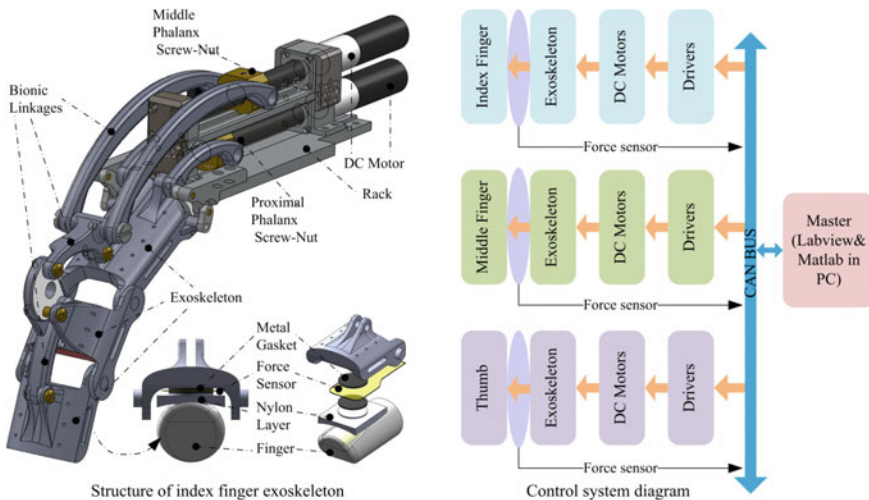 Middle
Phalanx
Screw-Nut
Bionic
Linkages
DC Motor
Rack
Proximal
Phalanx
Screw-Nut
Exoskeleton
Metal
Gasket
Force
Sensor
Nylon
Layer
Finger
Structure of index finger exoskeleton
Index Finger
Exoskeleton
DC Motors
Drivers
Force sensor
Middle Finger
Exoskeleton
DC Motors
Drivers
Force sensor
Thumb
Exoskeleton
DC Motors
Drivers
Force sensor
CAN BUS
Master
(Labview&
Matlab in
PC)
Control system diagram